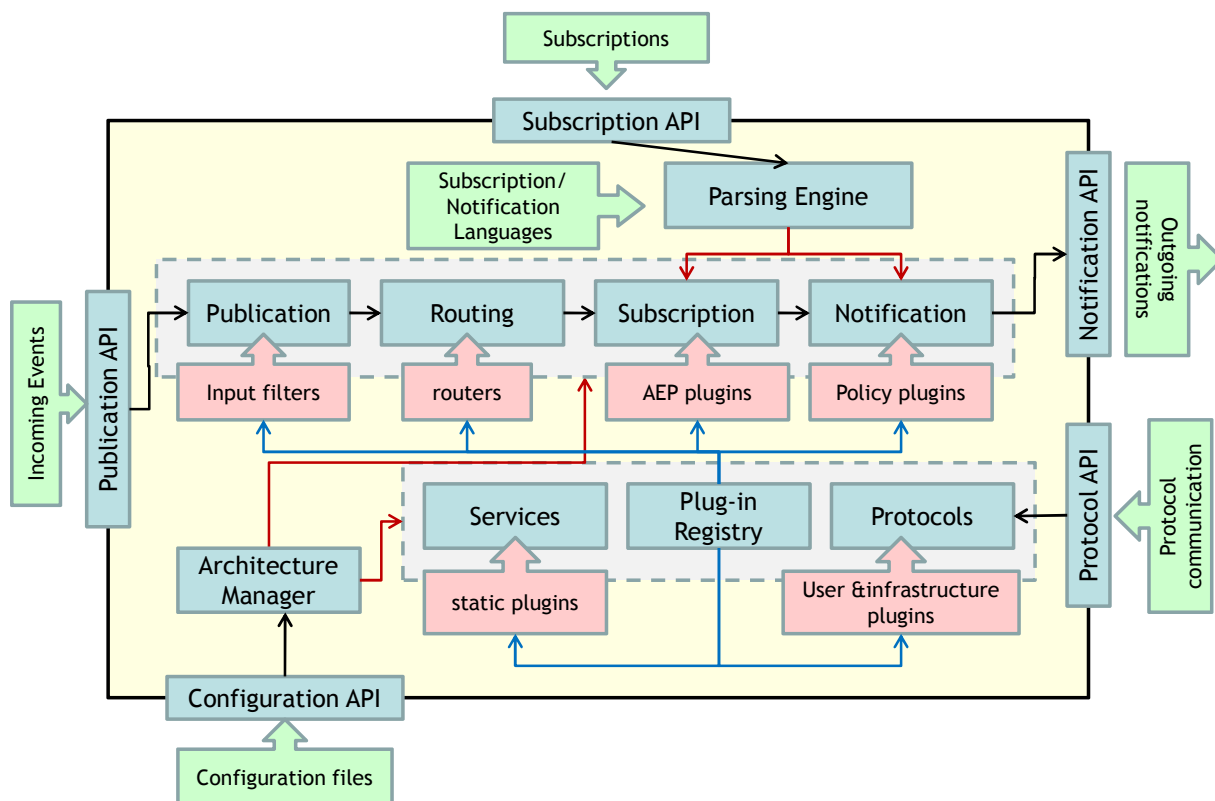 Subscriptions
Subscription API
Subscription/
Notification
Languages
Parsing Engine
Notification API
Outgoing
notifications
Incoming Events
Publication API
Publication
Routing
Subscription
Notification
Input filters
routers
AEP plugins
Policy plugins
Services
Plug-in
Registry
Protocols
Protocol API
Protocol
communication
Architecture
Manager
static plugins
User &infrastructure
plugins
Configuration API
Configuration files